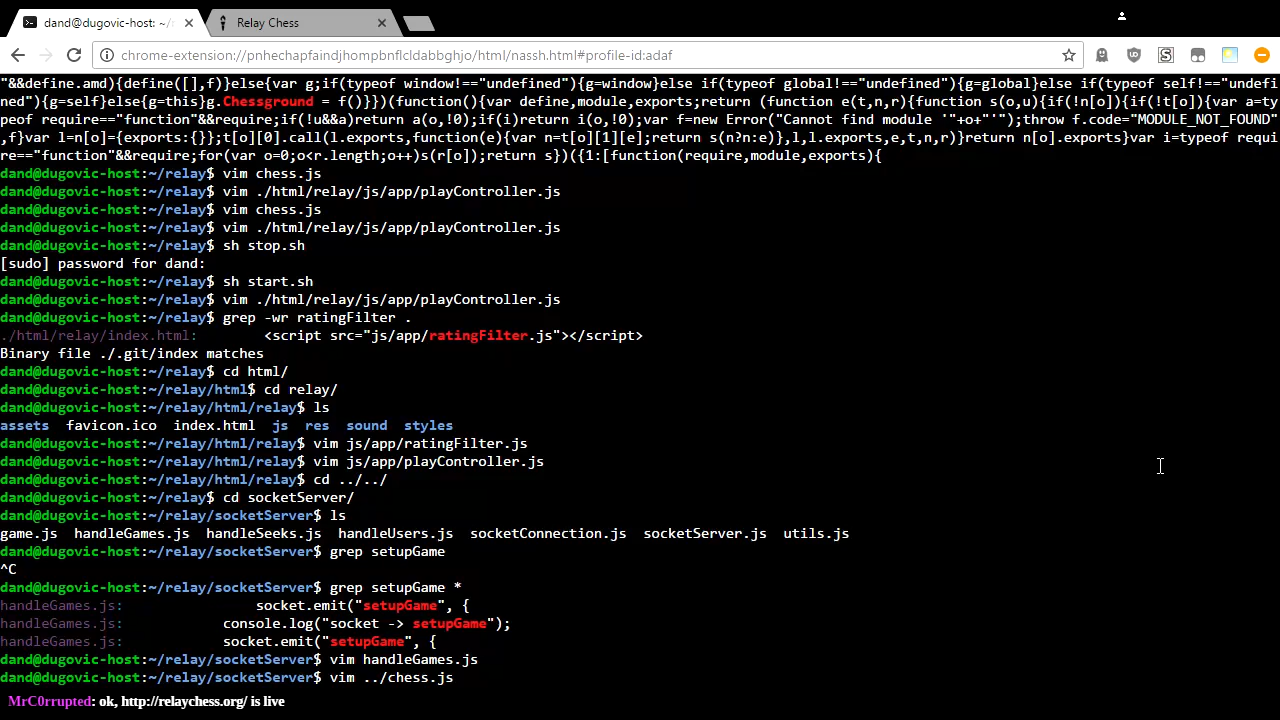 dand@dugovic-host: ~/
Relay Chess
chrome-extension://pnhechapfaindjhompbnflcldabbghjo/html/nassh.html#profile-id:adaf
"&&define.amd){define([],f)}else{var g;if(typeof window!=="undefined"){g=window}else if(typeof global!=="undefined"){g=global}else if(typeof self!=="undefi
ned"){g=self}else{g=this}g.Chessground = f()}})(function(){var define,module,exports;return (function e(t,n,r){function s(o,u){if(!n[o]){if(!t[o]){var a=ty
peof require=="function"&&require;if(!u&&a)return a(o,!0);if(i)return i(o,!0);var f=new Error("Cannot find module '"+o+"'");throw f.code="MODULE_NOT_FOUND"
,f}var l=n[o]={exports:{}};t[o][0].call(l.exports,function(e){var n=t[o][1][e];return s(n?n:e)},l,l.exports,e,t,n,r)}return n[o].exports}var i=typeof requi
re=="function"&&require;for(var o=0;o<r.length;o++)s(r[o]);return s})({1:[function(require,module,exports){
dand@dugovic-host:~/relay$ vim chess.js
dand@dugovic-host:~/relay$ vim ./html/relay/js/app/playController.js
dand@dugovic-host:~/relay$ vim chess.js
dand@dugovic-host:~/relay$ vim ./html/relay/js/app/playController.js
dand@dugovic-host:~/relay$ sh stop.sh
[sudo] password for dand:
dand@dugovic-host:~/relay$ sh start.sh
dand@dugovic-host:~/relay$ vim ./html/relay/js/app/playController.js
dand@dugovic-host:~/relay$ grep -wr ratingFilter .
./html/relay/index.html:        <script src="js/app/ratingFilter.js"></script>
Binary file ./.git/index matches
dand@dugovic-host:~/relay$ cd html/
dand@dugovic-host:~/relay/html$ cd relay/
dand@dugovic-host:~/relay/html/relay$ ls
assets  favicon.ico  index.html  js  res  sound  styles
dand@dugovic-host:~/relay/html/relay$ vim js/app/ratingFilter.js
dand@dugovic-host:~/relay/html/relay$ vim js/app/playController.js
dand@dugovic-host:~/relay/html/relay$ cd ../../
dand@dugovic-host:~/relay$ cd socketServer/
dand@dugovic-host:~/relay/socketServer$ ls
game.js  handleGames.js  handleSeeks.js  handleUsers.js  socketConnection.js  socketServer.js  utils.js
dand@dugovic-host:~/relay/socketServer$ grep setupGame
^C
dand@dugovic-host:~/relay/socketServer$ grep setupGame *
handleGames.js:                socket.emit("setupGame", {
handleGames.js:            console.log("socket -> setupGame");
handleGames.js:            socket.emit("setupGame", {
dand@dugovic-host:~/relay/socketServer$ vim handleGames.js
dand@dugovic-host:~/relay/socketServer$ vim ../chess.js
MrC0rrupted: ok, http://relaychess.org/ is live